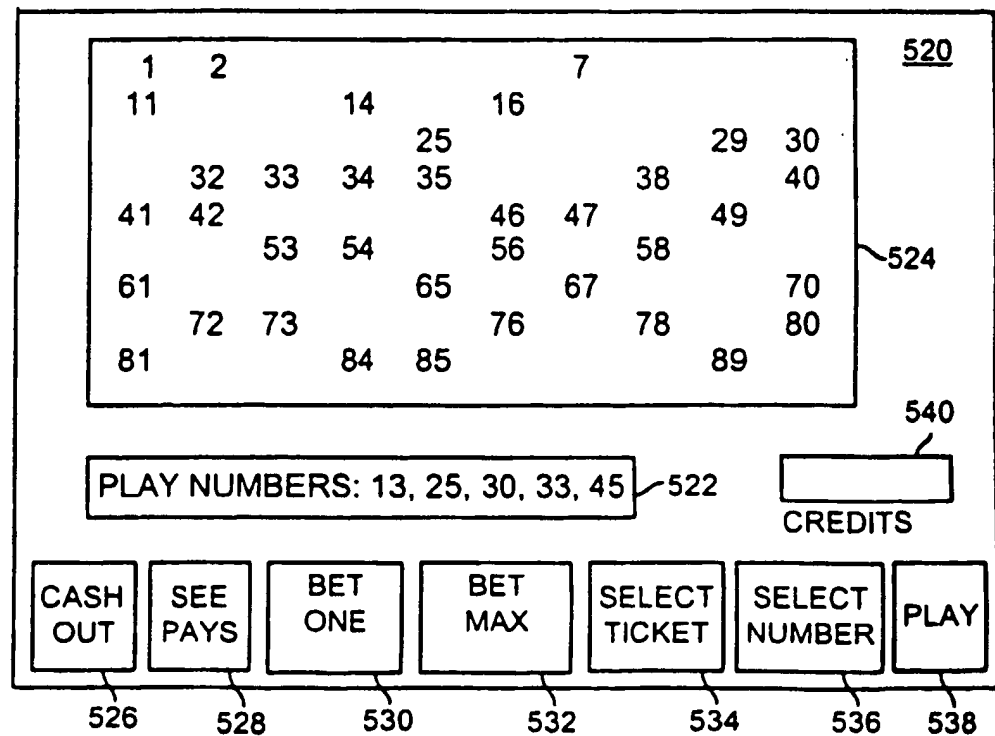 520
1 2 7
11 14 16
25 29 30
32 33 34 35 38 40
41 42 46 47 49
53 54 56 58
524
61 65 67 70
72 73 76 78 80
81 84 85 89
540
PLAY NUMBERS: 13, 25, 30, 33, 45
522
CREDITS
CASH OUT
SEE PAYS
BET ONE
BET MAX
SELECT TICKET
SELECT NUMBER
PLAY
526 528 530 532 534 536 538